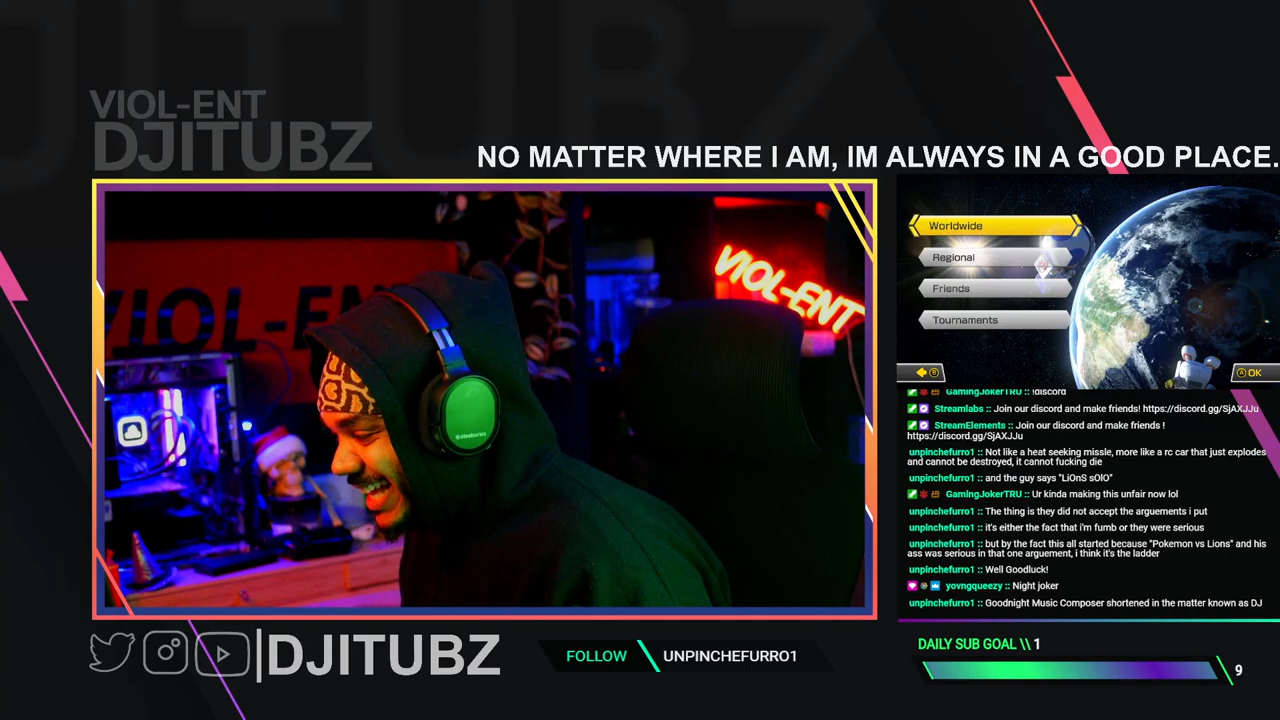 VIOL-ENT
DJITUBZ
NO MATTER WHERE I AM, IM ALWAYS IN A GOOD PLACE.
VIOL-EN
VIOL-ENT
steelseries
Worldwide
Regional
Friends
Tournaments
B
A OK
GamingJokerTRU :: !discord
Streamlabs :: Join our discord and make friends! https://discord.gg/SjAXJJu
StreamElements :: Join our discord and make friends !
https://discord.gg/SjAXJJu
unpinchefurro1 :: Not like a heat seeking missle, more like a rc car that just explodes
and cannot be destroyed, it cannot fucking die
unpinchefurro1 :: and the guy says "LiOnS sOlO"
GamingJokerTRU :: Ur kinda making this unfair now lol
unpinchefurro1 :: The thing is they did not accept the arguements i put
unpinchefurro1 :: it's either the fact that i'm fumb or they were serious
unpinchefurro1 :: but by the fact this all started because "Pokemon vs Lions" and his
ass was serious in that one arguement, i think it's the ladder
unpinchefurro1 :: Well Goodluck!
yovngqueezy :: Night joker
unpinchefurro1 :: Goodnight Music Composer shortened in the matter known as DJ
DJITUBZ
FOLLOW UNPINCHEFURRO1
DAILY SUB GOAL \\ 1
9